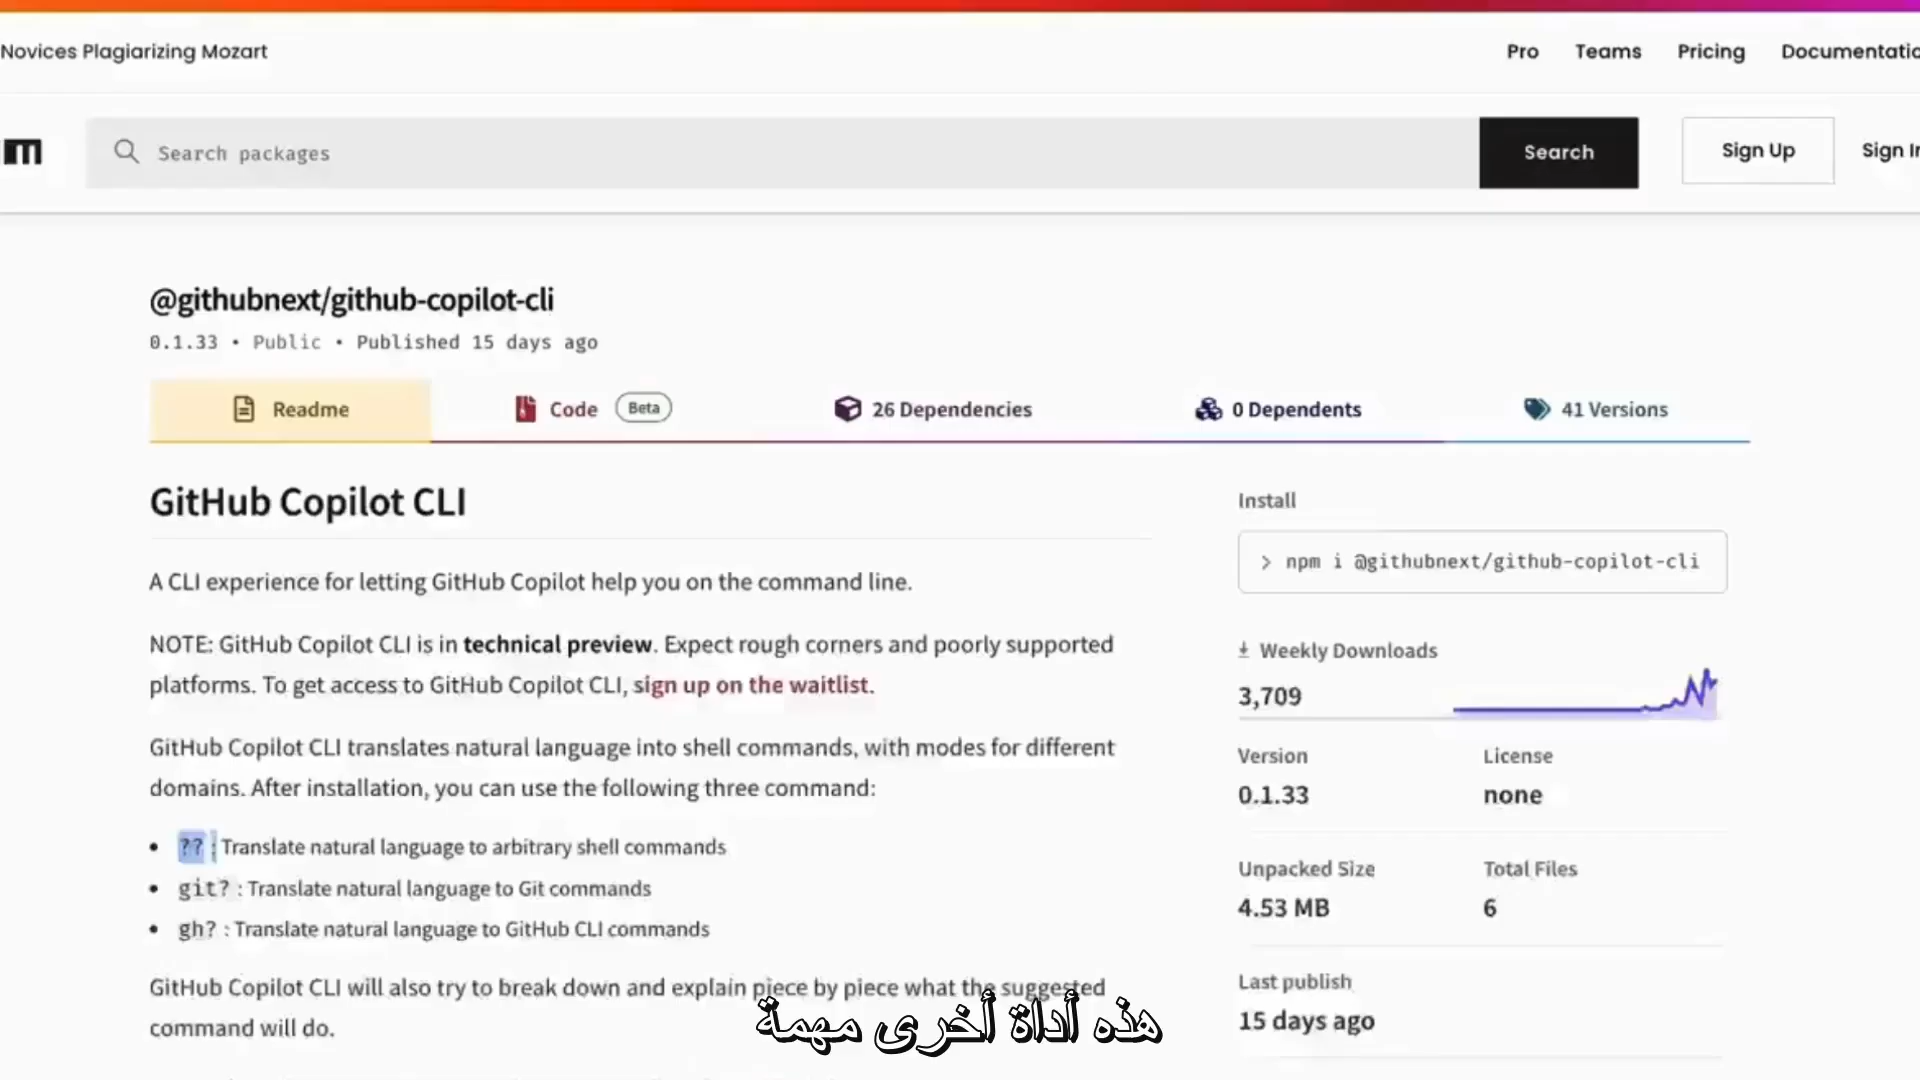 Novices Plagiarizing Mozart
Pro Teams Pricing
m Search packages Search Sign Up Sign
@githubnext/github-copilot-cli
0.1.33 • Public • Published 15 days ago
Readme Code Beta 26 Dependencies 0 Dependents 41 Versions
GitHub Copilot CLI
A CLI experience for letting GitHub Copilot help you on the command line.
NOTE: GitHub Copilot CLI is in technical preview. Expect rough corners and poorly supported
platforms. To get access to GitHub Copilot CLI, sign up on the waitlist.
GitHub Copilot CLI translates natural language into shell commands, with modes for different
domains. After installation, you can use the following three command:
• ?? : Translate natural language to arbitrary shell commands
• git? : Translate natural language to Git commands
• gh? : Translate natural language to GitHub CLI commands
GitHub Copilot CLI will also try to break down and explain piece by piece what the suggested
command will do.
Install
> npm i @githubnext/github-copilot-cli
Weekly Downloads
3,709
Version License
0.1.33 none
Unpacked Size Total Files
4.53 MB 6
Last publish
15 days ago
هذه أداة أخرى مهمة